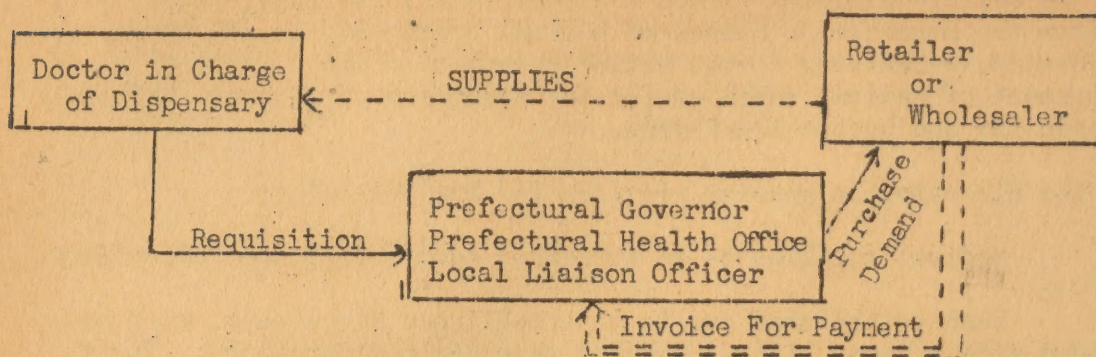 Doctor in Charge
of Dispensary
SUPPLIES
Retailer
or
Wholesaler
Requisition
Prefectural Governor
Prefectural Health Office
Local Liaison Officer
Purchase
Demand
Invoice For Payment